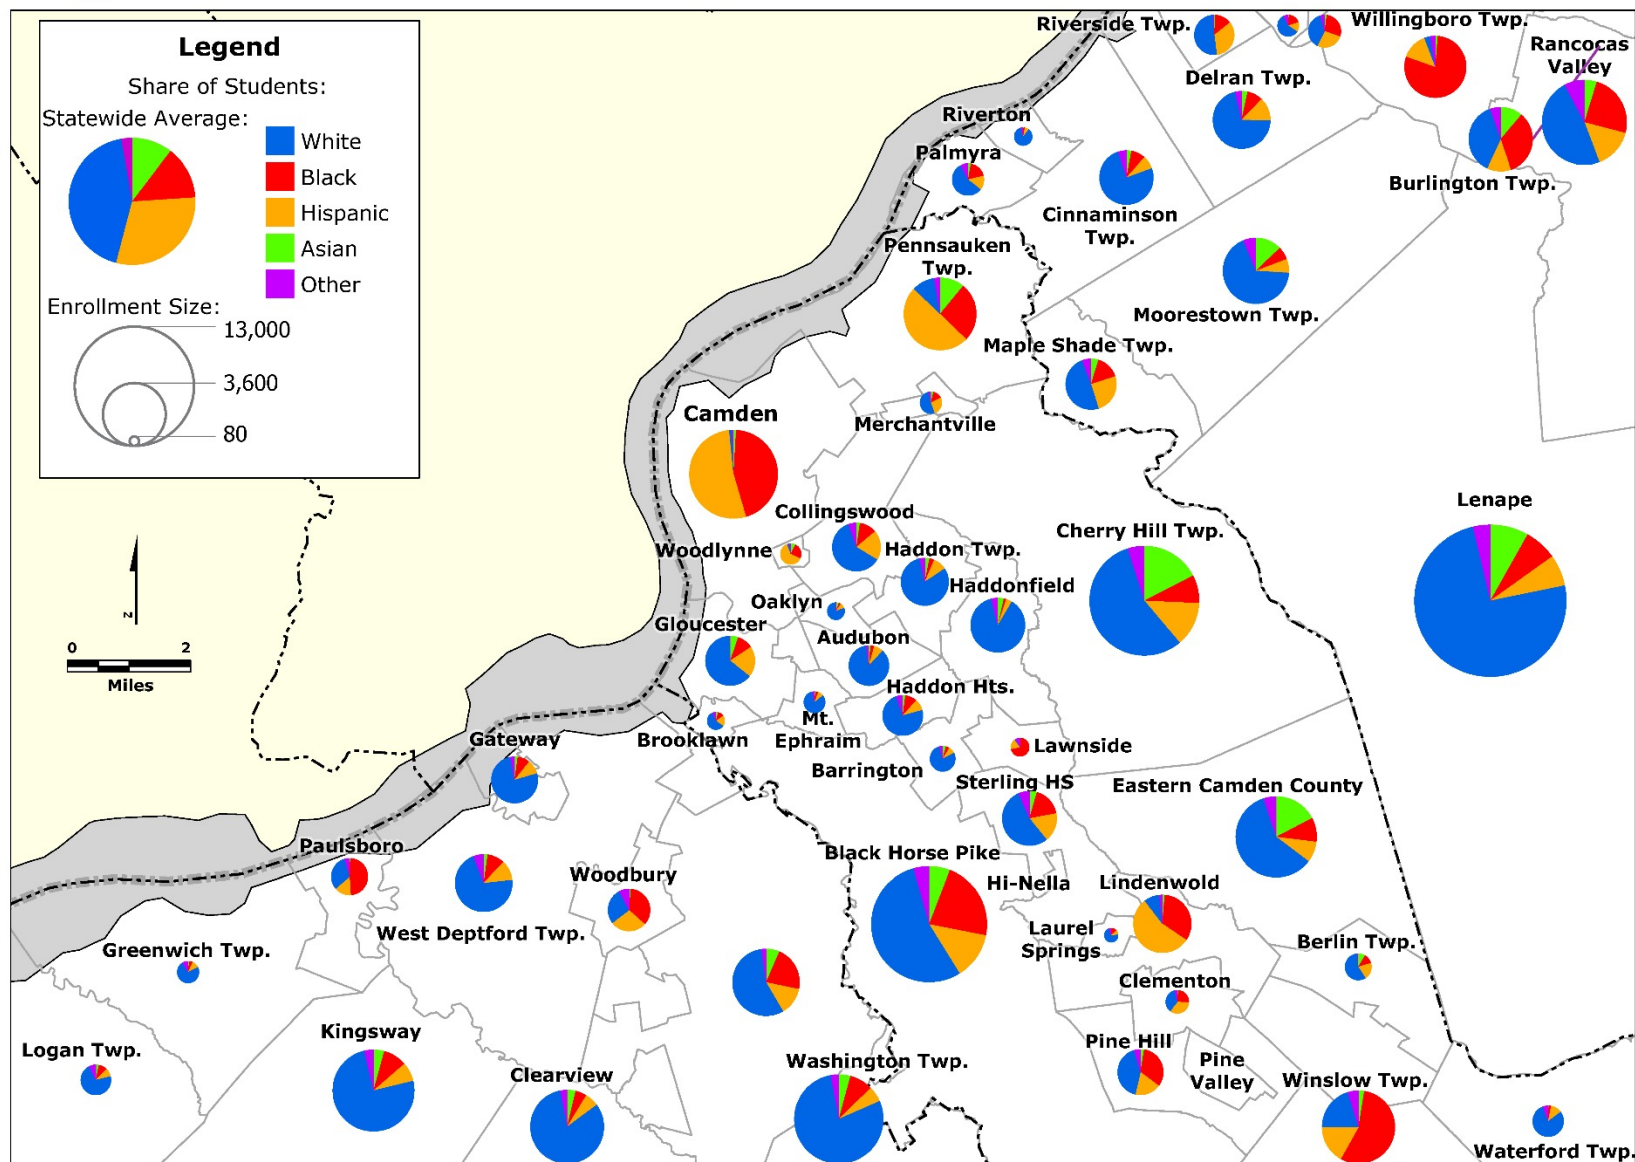 Legend
Share of Students:
Statewide Average:
White
Black
Hispanic
Asian
Other
Enrollment Size:
13,000
3,600
80
N
0 2
Miles
Riverside Twp.
Willingboro Twp.
Rancocas
Valley
Delran Twp.
Riverton
Palmyra
Burlington Twp.
Cinnaminson
Twp.
Pennsauken
Twp.
Moorestown Twp.
Maple Shade Twp.
Merchantville
Camden
Collingswood
Woodlynne
Haddon Twp.
Cherry Hill Twp.
Lenape
Haddonfield
Oaklyn
Gloucester
Audubon
Haddon Hts.
Mt.
Ephraim
Brooklawn
Gateway
Barrington
Lawnside
Sterling HS
Eastern Camden County
Paulsboro
West Deptford Twp.
Woodbury
Black Horse Pike
Hi-Nella
Lindenwold
Laurel
Springs
Berlin Twp.
Greenwich Twp.
Clementon
Logan Twp.
Kingsway
Clearview
Washington Twp.
Pine Hill
Pine
Valley
Winslow Twp.
Waterford Twp.